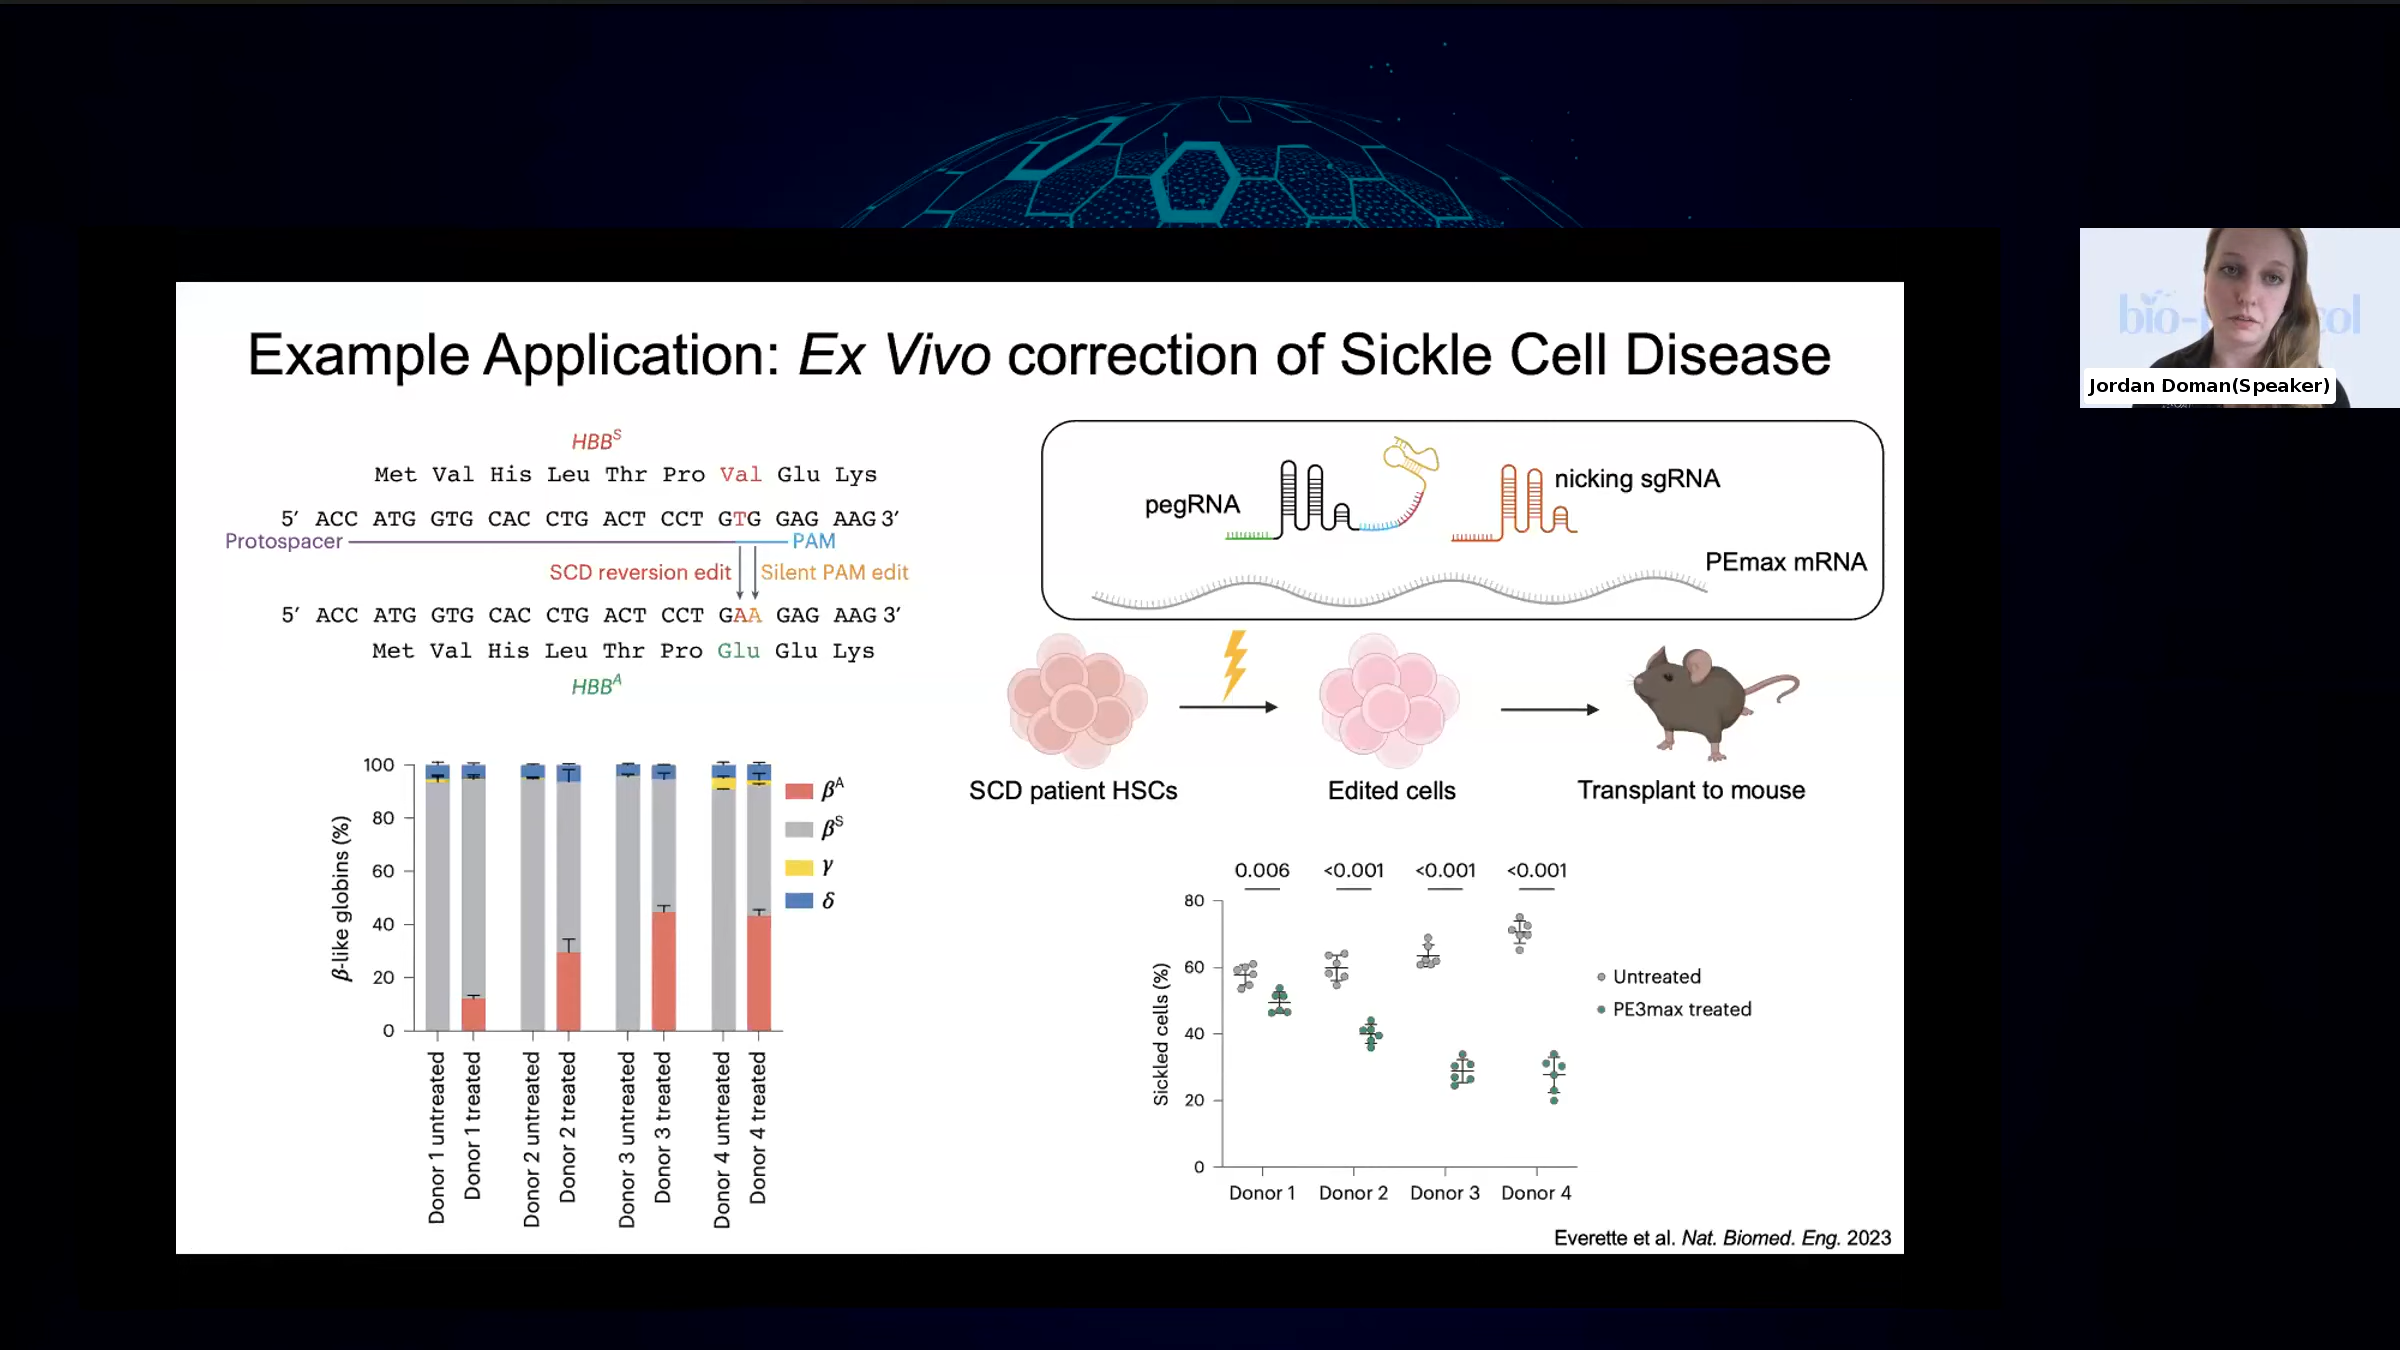 Example Application: Ex Vivo correction of Sickle Cell Disease
HBBS
Met Val His Leu Thr Pro Val Glu Lys
5′ ACC ATG GTG CAC CTG ACT CCT GTG GAG AAG 3′
Protospacer
PAM
SCD reversion edit
Silent PAM edit
5′ ACC ATG GTG CAC CTG ACT CCT GAA GAG AAG 3′
Met Val His Leu Thr Pro Glu Glu Lys
HBBA
pegRNA
nicking sgRNA
PEmax mRNA
SCD patient HSCs
Edited cells
Transplant to mouse
β-like globins (%)
100
80
60
40
20
0
βA
βS
γ
δ
Donor 1 untreated
Donor 1 treated
Donor 2 untreated
Donor 2 treated
Donor 3 untreated
Donor 3 treated
Donor 4 untreated
Donor 4 treated
0.006
<0.001
<0.001
<0.001
Sickled cells (%)
80
60
40
20
0
Donor 1
Donor 2
Donor 3
Donor 4
Untreated
PE3max treated
Everette et al. Nat. Biomed. Eng. 2023
Jordan Doman(Speaker)